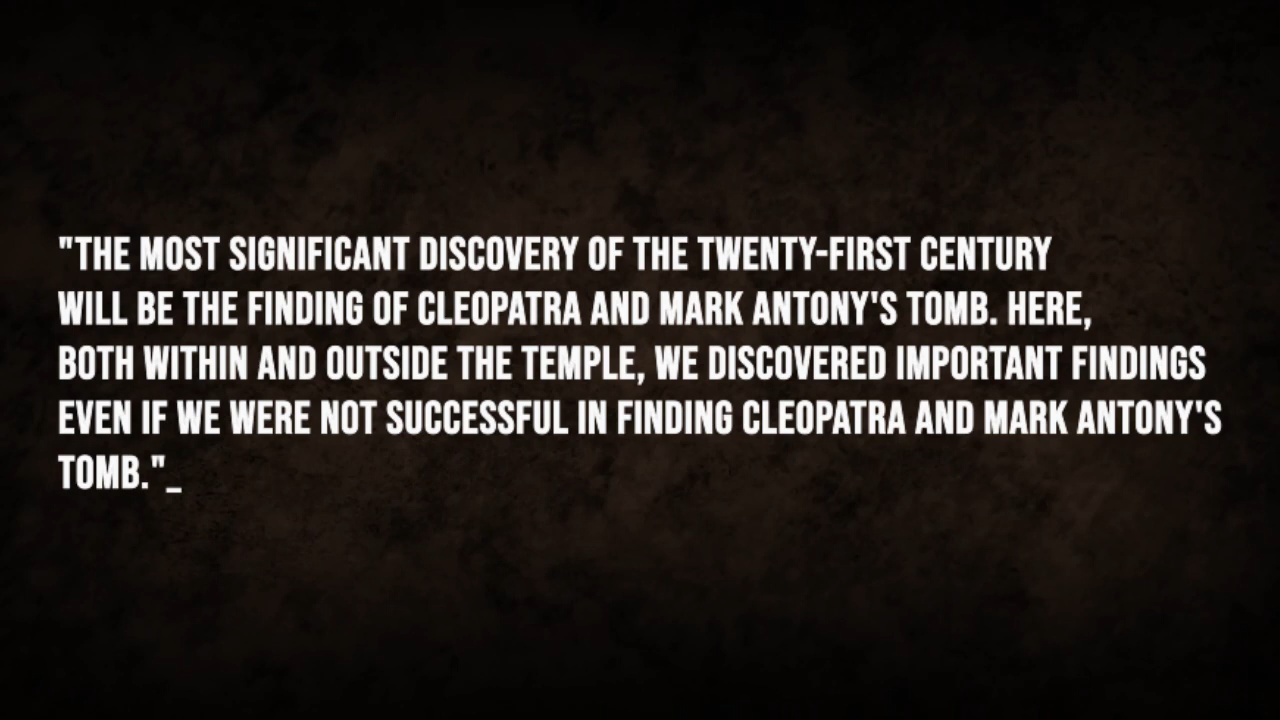 "THE MOST SIGNIFICANT DISCOVERY OF THE TWENTY-FIRST CENTURY
WILL BE THE FINDING OF CLEOPATRA AND MARK ANTONY'S TOMB. HERE,
BOTH WITHIN AND OUTSIDE THE TEMPLE, WE DISCOVERED IMPORTANT FINDINGS
EVEN IF WE WERE NOT SUCCESSFUL IN FINDING CLEOPATRA AND MARK ANTONY'S
TOMB."_